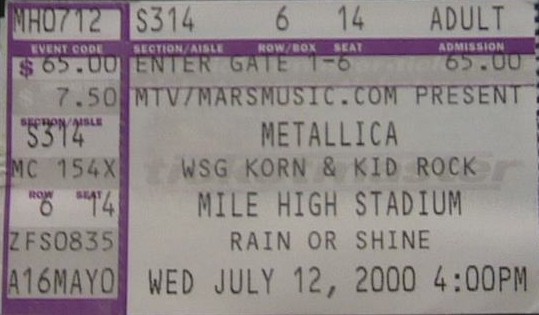 MH0712 S314 6 14 ADULT
EVENT CODE SECTION/AISLE ROW/BOX SEAT ADMISSION
$ 65.00 ENTER GATE 1-6 65.00
7.50 MTV/MARSMUSIC.COM PRESENT
SECTION/AISLE
S314 METALLICA
MC 154X WSG KORN & KID ROCK
ROW SEAT
6 14 MILE HIGH STADIUM
ZFS0835 RAIN OR SHINE
A16MAY0 WED JULY 12, 2000 4:00PM
ticketmaster